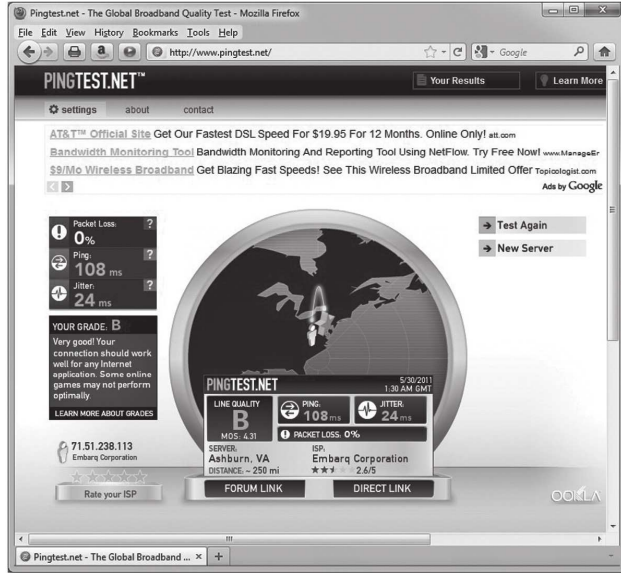 Pingtest.net - The Global Broadband Quality Test - Mozilla Firefox
File Edit View History Bookmarks Tools Help
http://www.pingtest.net/
Google
PINGTEST.NET™
Your Results
Learn More
settings about contact
AT&T™ Official Site Get Our Fastest DSL Speed For $19.95 For 12 Months. Online Only! att.com
Bandwidth Monitoring Tool Bandwidth Monitoring And Reporting Tool Using NetFlow. Try Free Now! www.ManageEr
$9/Mo Wireless Broadband Get Blazing Fast Speeds! See This Wireless Broadband Limited Offer Topicologist.com
Ads by Google
Packet Loss: ?
0%
Ping: ?
108 ms
Jitter: ?
24 ms
Test Again
New Server
YOUR GRADE: B
Very good! Your
connection should work
well for any Internet
application. Some online
games may not perform
optimally.
LEARN MORE ABOUT GRADES
71.51.238.113
Embarq Corporation
Rate your ISP
PINGTEST.NET
5/30/2011
1:30 AM GMT
LINE QUALITY
B
MOS: 4.31
PING:
108 ms
JITTER:
24 ms
PACKET LOSS: 0%
SERVER:
Ashburn, VA
DISTANCE: ~ 250 mi
ISP:
Embarq Corporation
2.6/5
FORUM LINK
DIRECT LINK
OOKLA
Pingtest.net - The Global Broadband ...